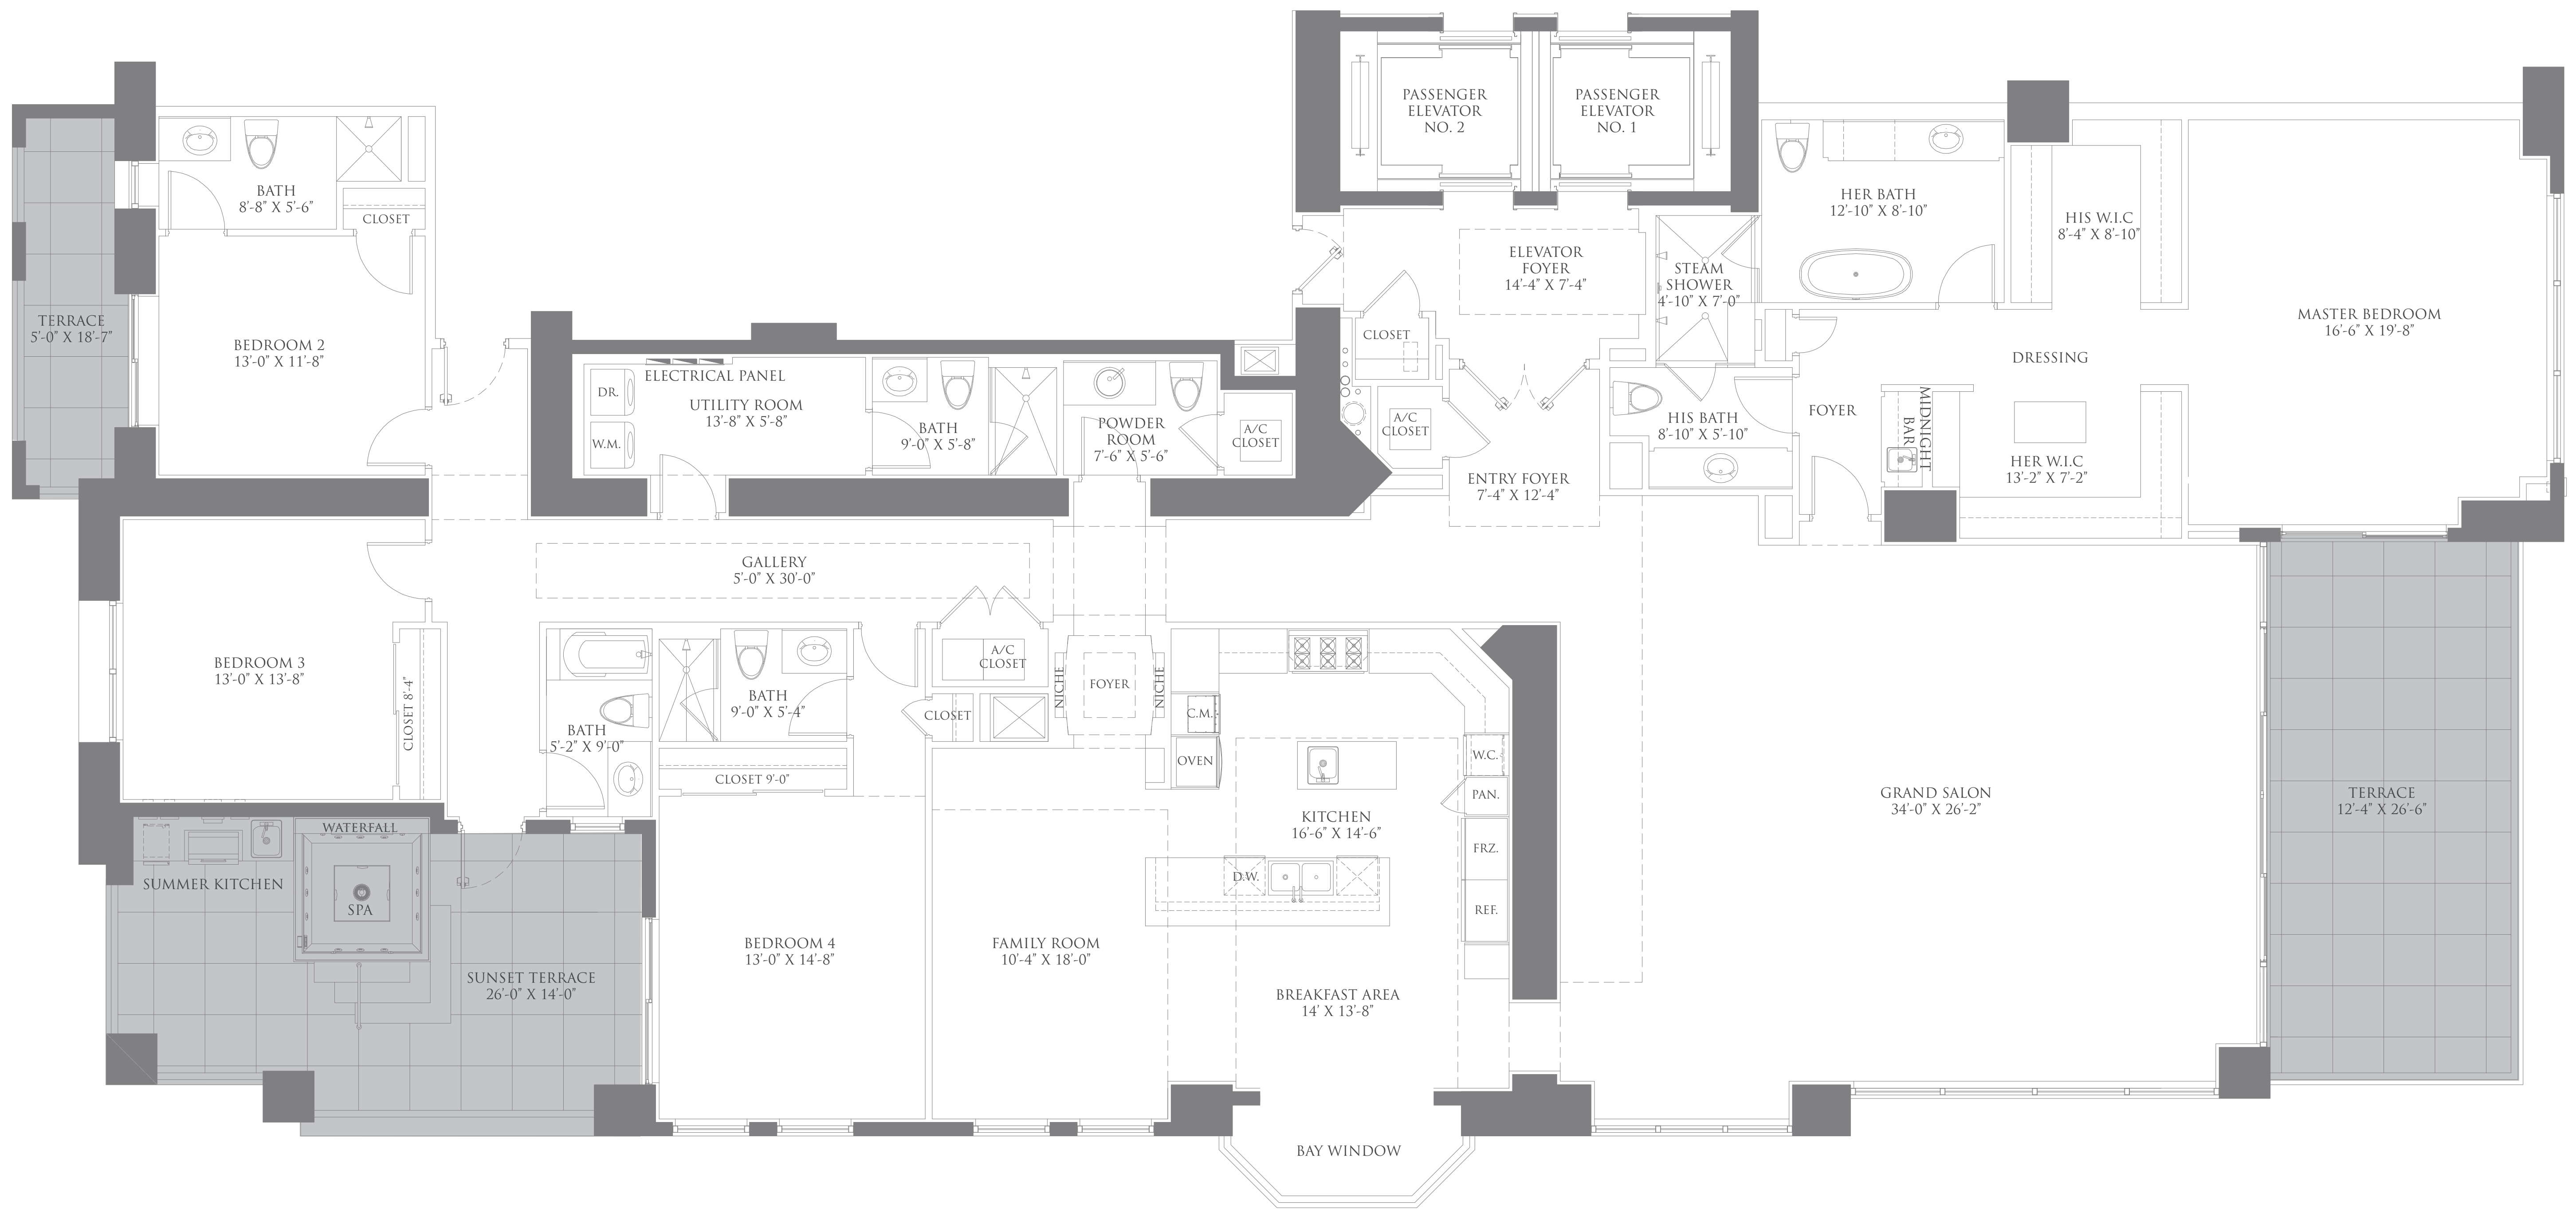 PASSENGER
ELEVATOR
NO. 2
PASSENGER
ELEVATOR
NO. 1
BATH
8'-8" X 5'-6"
CLOSET
HER BATH
12'-10" X 8'-10"
HIS W.I.C
8'-4" X 8'-10"
ELEVATOR
FOYER
14'-4" X 7'-4"
STEAM
SHOWER
4'-10" X 7'-0"
TERRACE
5'-0" X 18'-7"
BEDROOM 2
13'-0" X 11'-8"
CLOSET
MASTER BEDROOM
16'-6" X 19'-8"
DRESSING
ELECTRICAL PANEL
DR.
UTILITY ROOM
13'-8" X 5'-8"
W.M.
BATH
9'-0" X 5'-8"
POWDER
ROOM
7'-6" X 5'-6"
A/C
CLOSET
A/C
CLOSET
HIS BATH
8'-10" X 5'-10"
FOYER
MIDNIGHT
BAR
HER W.I.C
13'-2" X 7'-2"
ENTRY FOYER
7'-4" X 12'-4"
GALLERY
5'-0" X 30'-0"
BEDROOM 3
13'-0" X 13'-8"
CLOSET 8'-4"
A/C
CLOSET
NICHE
FOYER
NICHE
BATH
9'-0" X 5'-4"
CLOSET
C.M.
BATH
5'-2" X 9'-0"
CLOSET 9'-0"
OVEN
W.C.
PAN.
KITCHEN
16'-6" X 14'-6"
GRAND SALON
34'-0" X 26'-2"
TERRACE
12'-4" X 26'-6"
WATERFALL
SUMMER KITCHEN
SPA
FRZ.
D.W.
REF.
BEDROOM 4
13'-0" X 14'-8"
FAMILY ROOM
10'-4" X 18'-0"
SUNSET TERRACE
26'-0" X 14'-0"
BREAKFAST AREA
14' X 13'-8"
BAY WINDOW